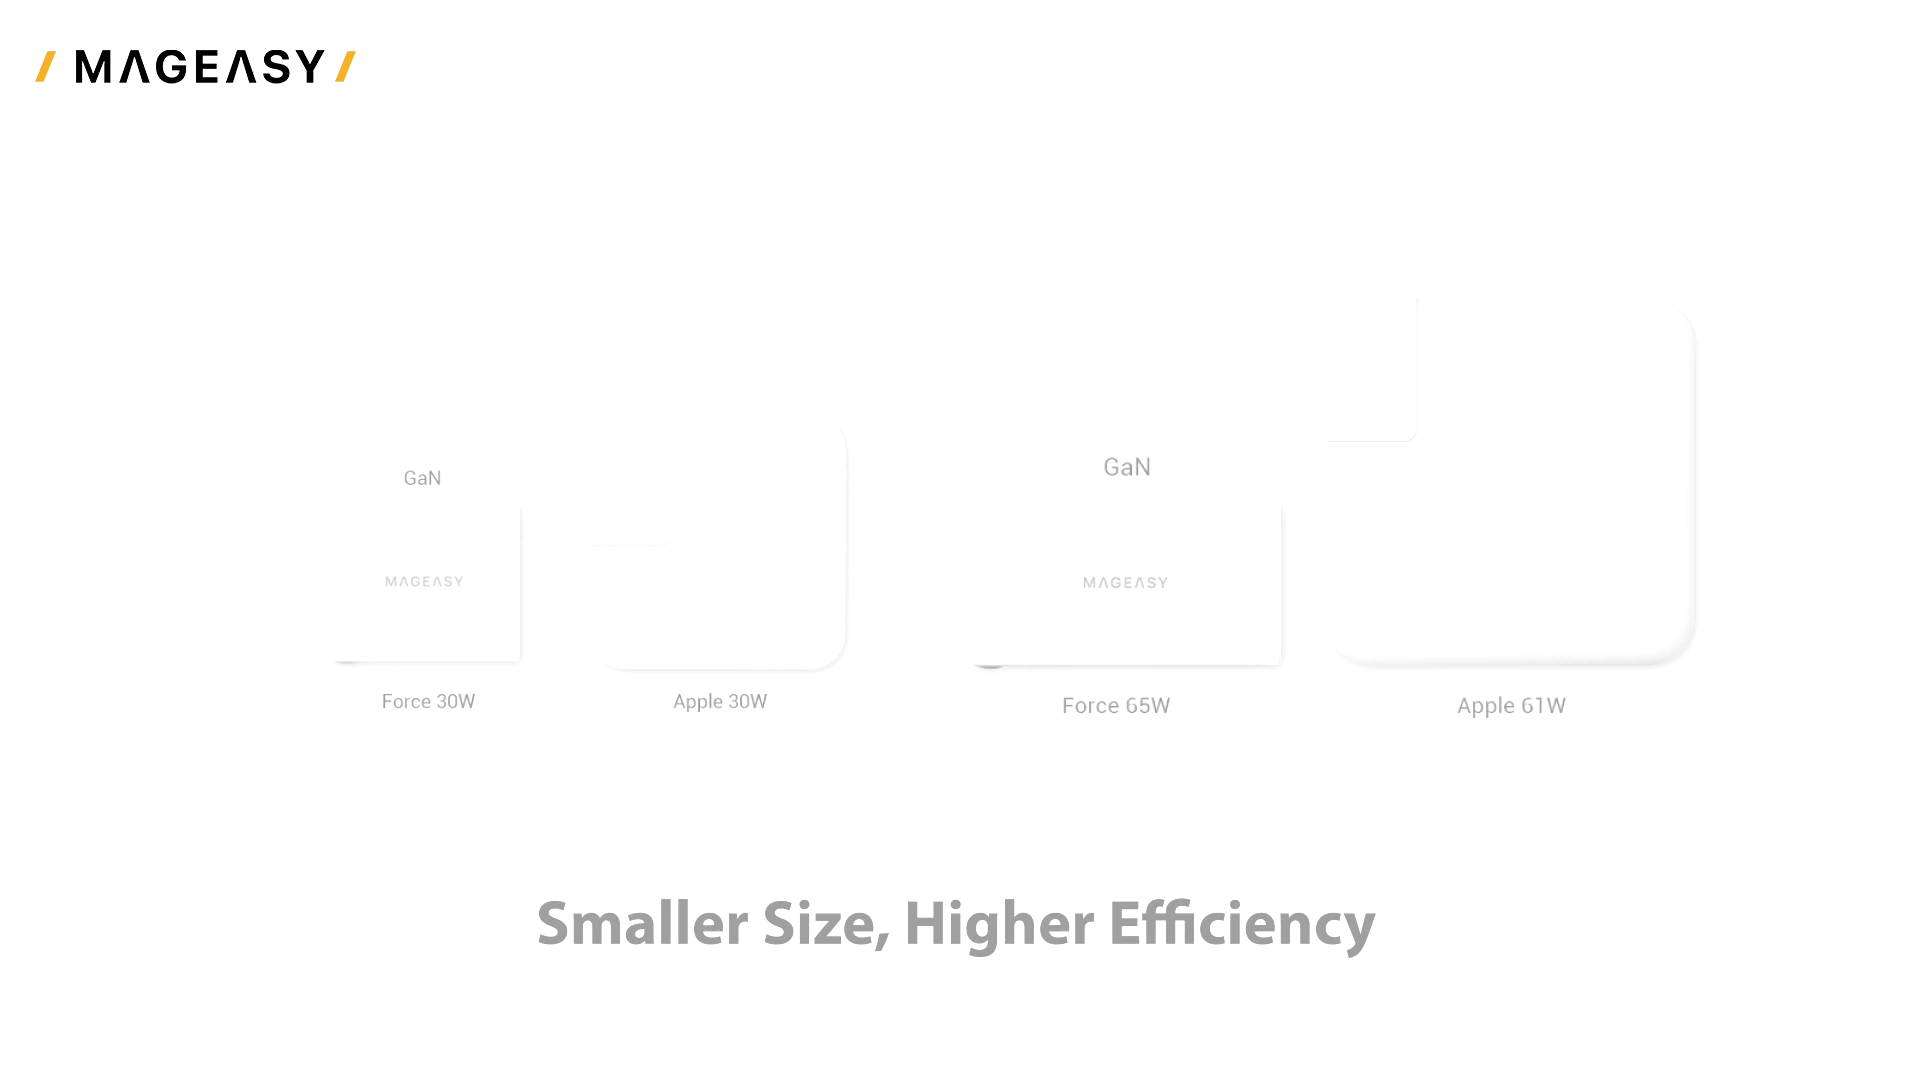 MAGEASY
GaN
GaN
MAGEASY
MAGEASY
Force 30W
Apple 30W
Force 65W
Apple 61W
Smaller Size, Higher Efficiency